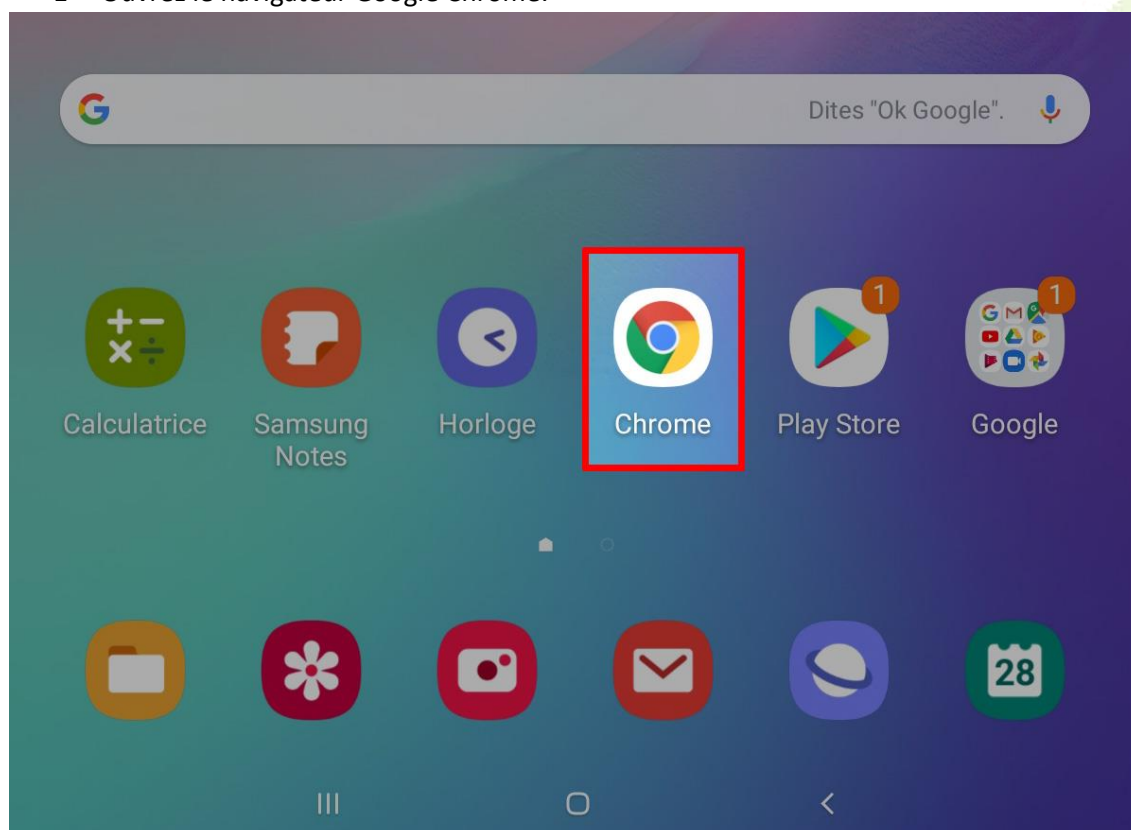 Dites "Ok Google".
1
1
Calculatrice
Samsung
Notes
Horloge
Chrome
Play Store
Google
28